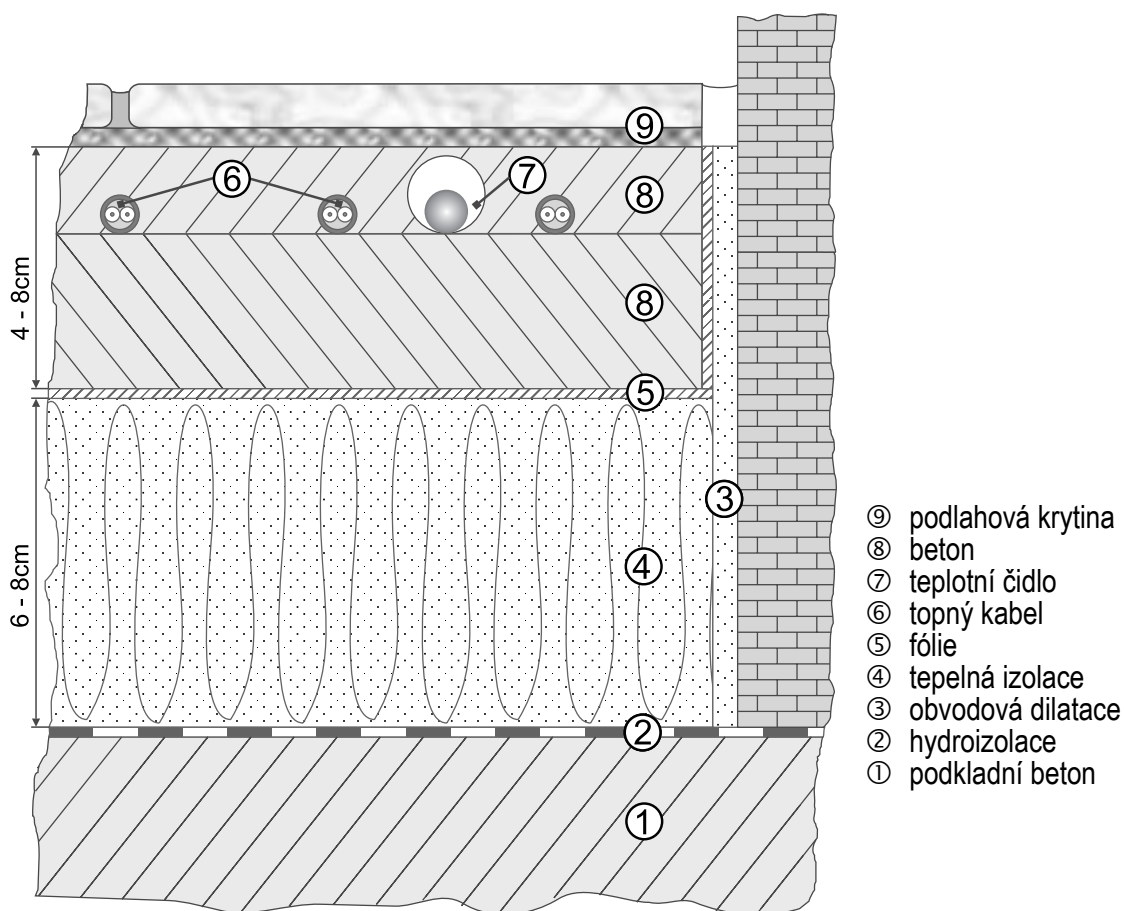 ⑨
⑥
⑦
⑧
4 - 8cm
⑧
⑤
③
④
6 - 8cm
②
①
⑨ podlahová krytina
⑧ beton
⑦ teplotní čidlo
⑥ topný kabel
⑤ fólie
④ tepelná izolace
③ obvodová dilatace
② hydroizolace
① podkladní beton